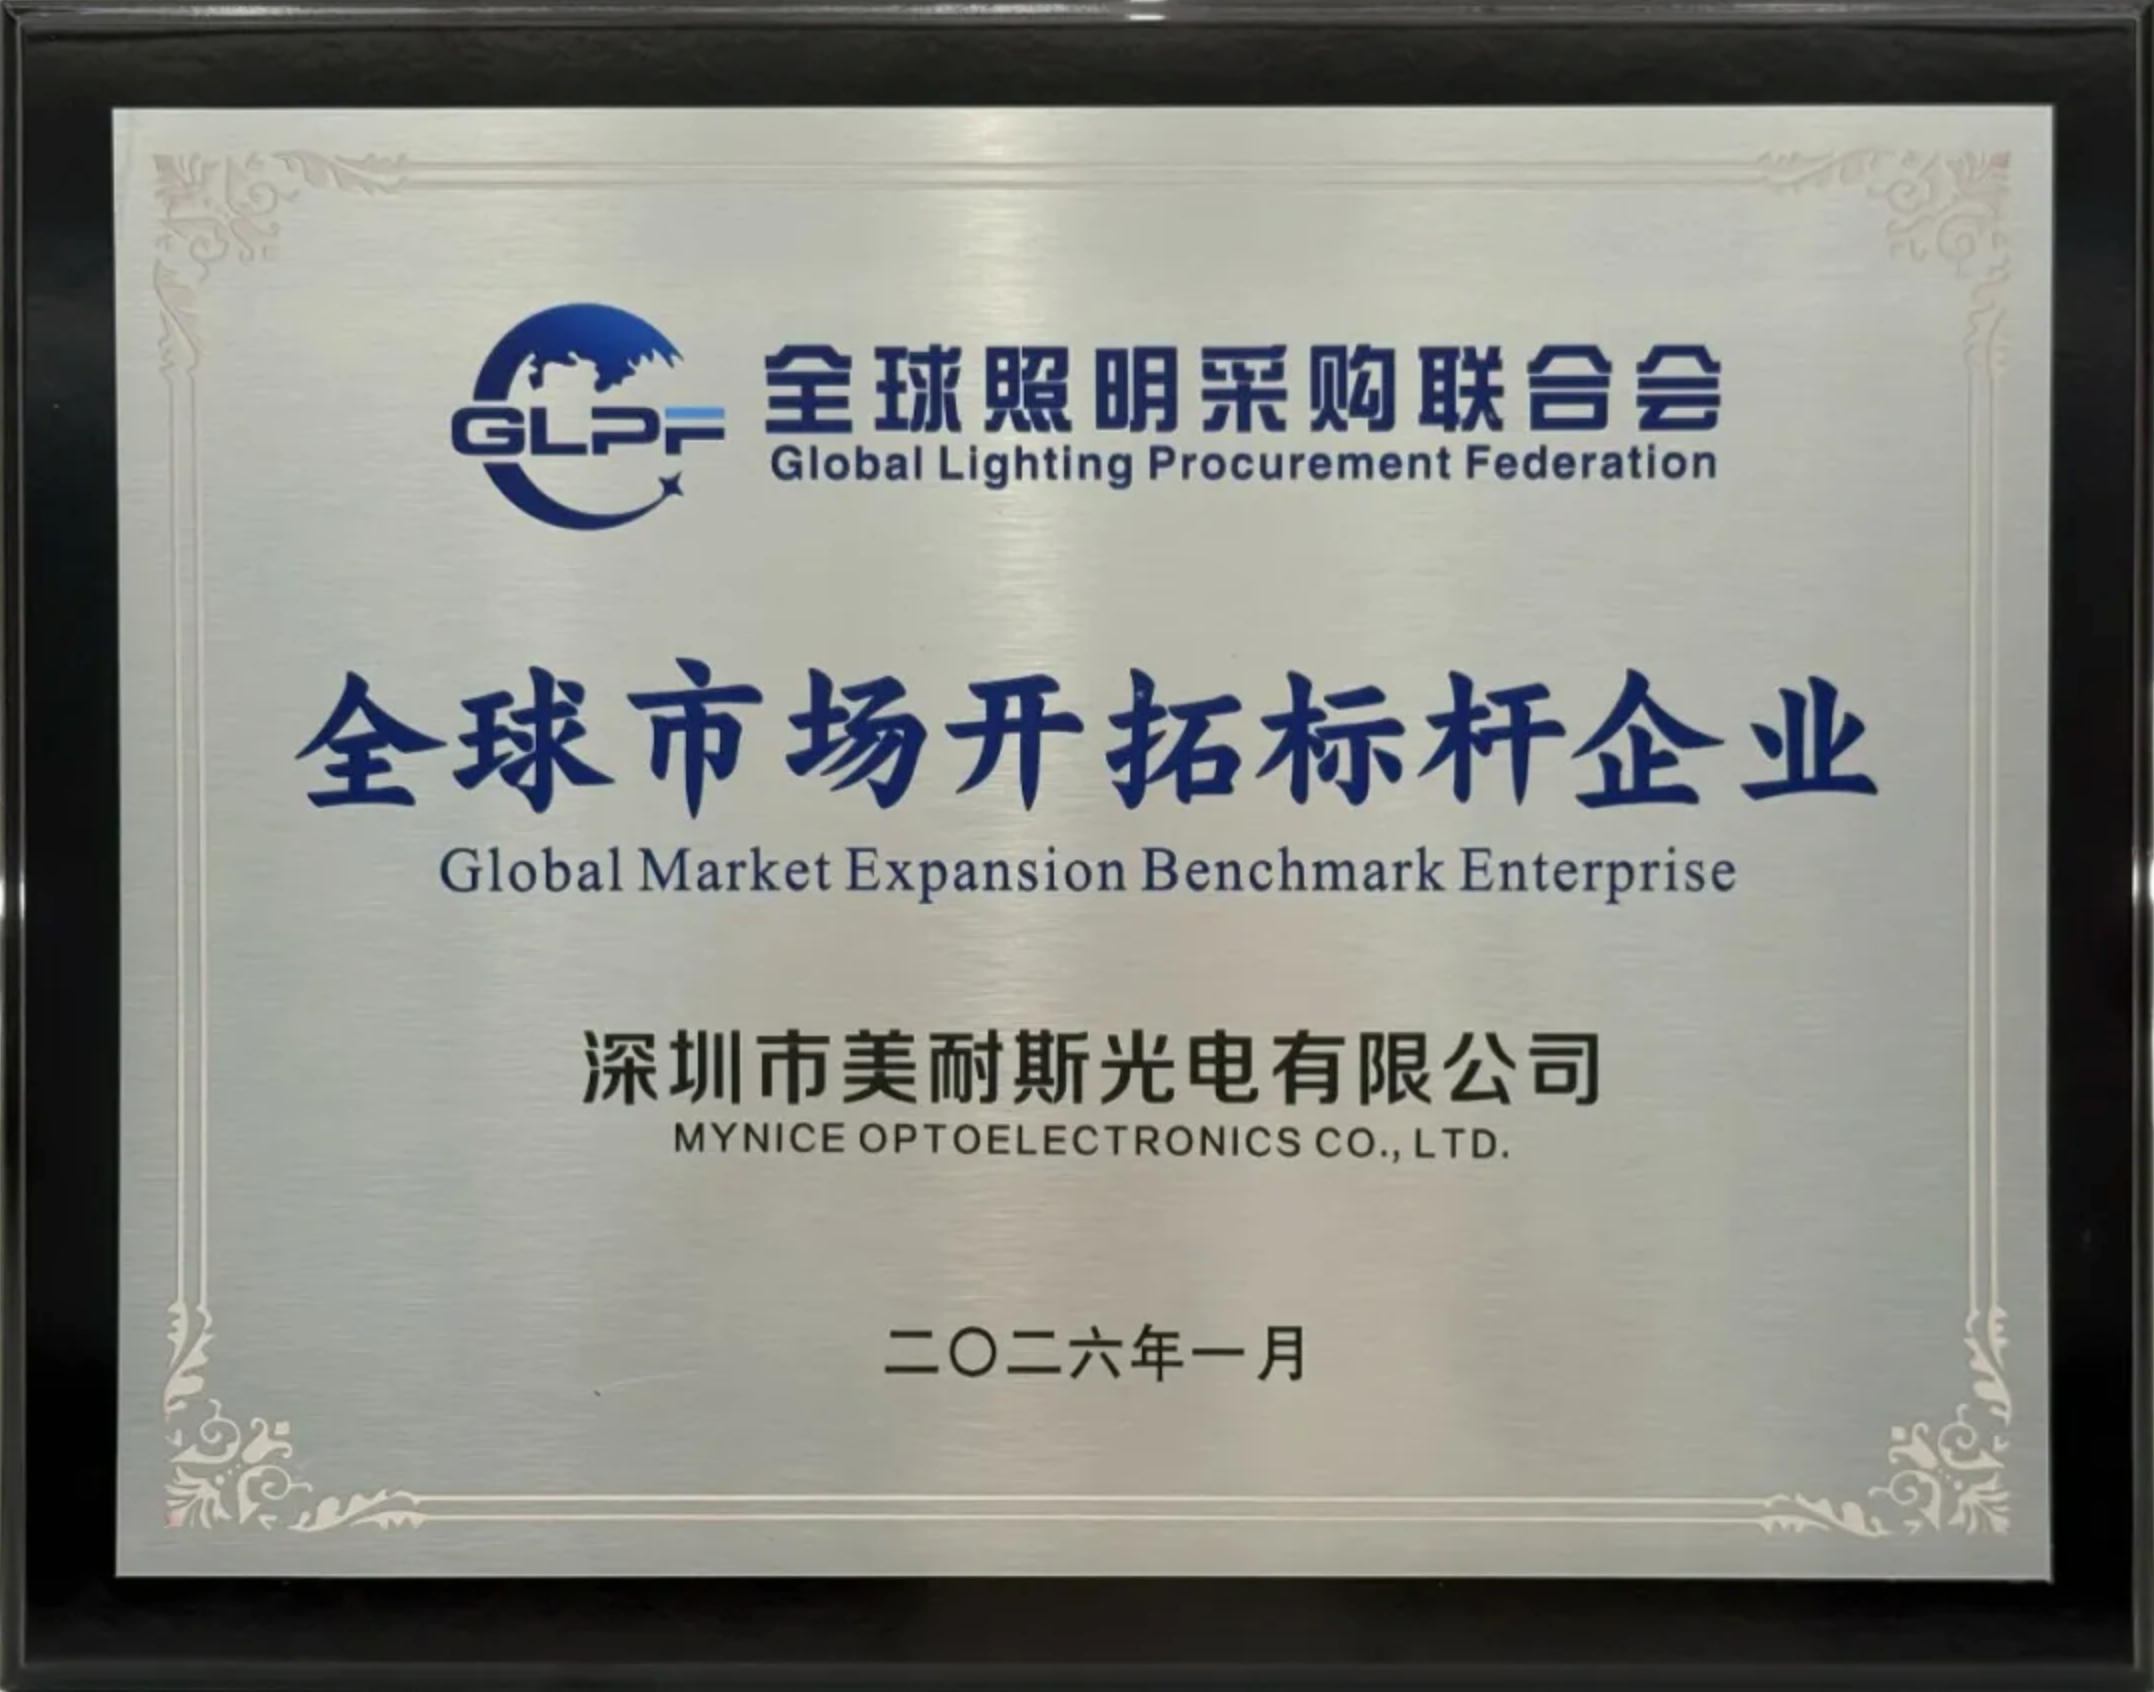 GLPF
全球照明采购联合会
Global Lighting Procurement Federation
全球市场开拓标杆企业
Global Market Expansion Benchmark Enterprise
深圳市美耐斯光电有限公司
MYNICE OPTOELECTRONICS CO., LTD.
二〇二六年一月